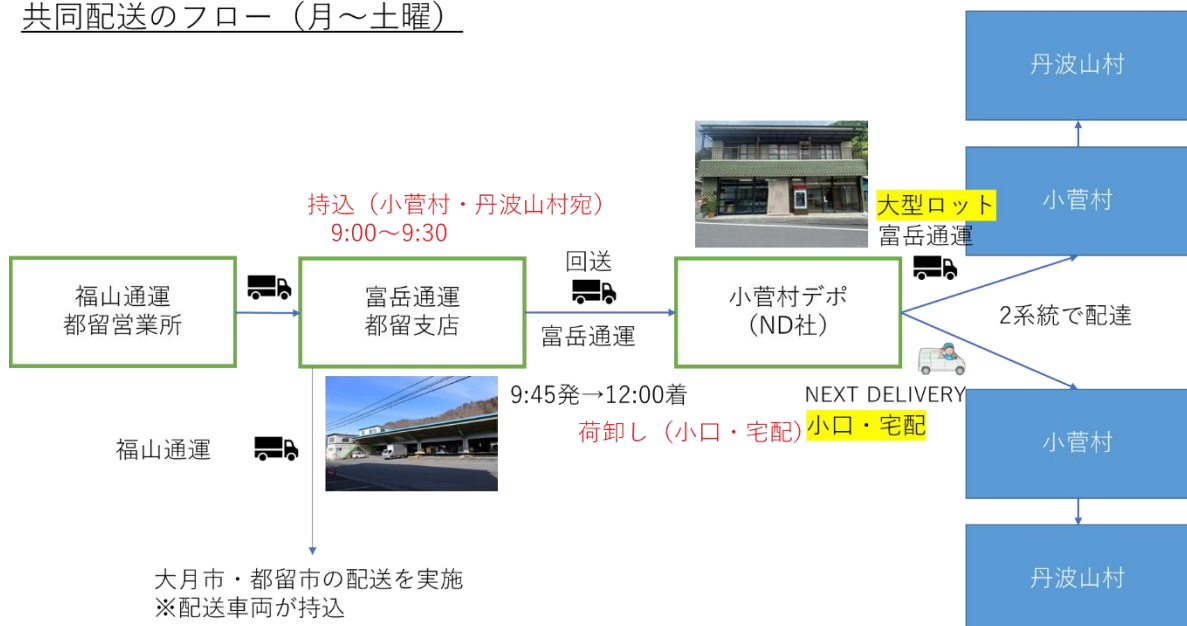 共同配送のフロー（月～土曜）
丹波山村
小菅村
大型ロット
富岳通運
持込（小菅村・丹波山村宛）
9:00～9:30
福山通運
都留営業所
富岳通運
都留支店
回送
富岳通運
小菅村デポ
（ND社）
2系統で配達
9:45発→12:00着
荷卸し（小口・宅配）
NEXT DELIVERY
小口・宅配
福山通運
小菅村
丹波山村
大月市・都留市の配送を実施
※配送車両が持込